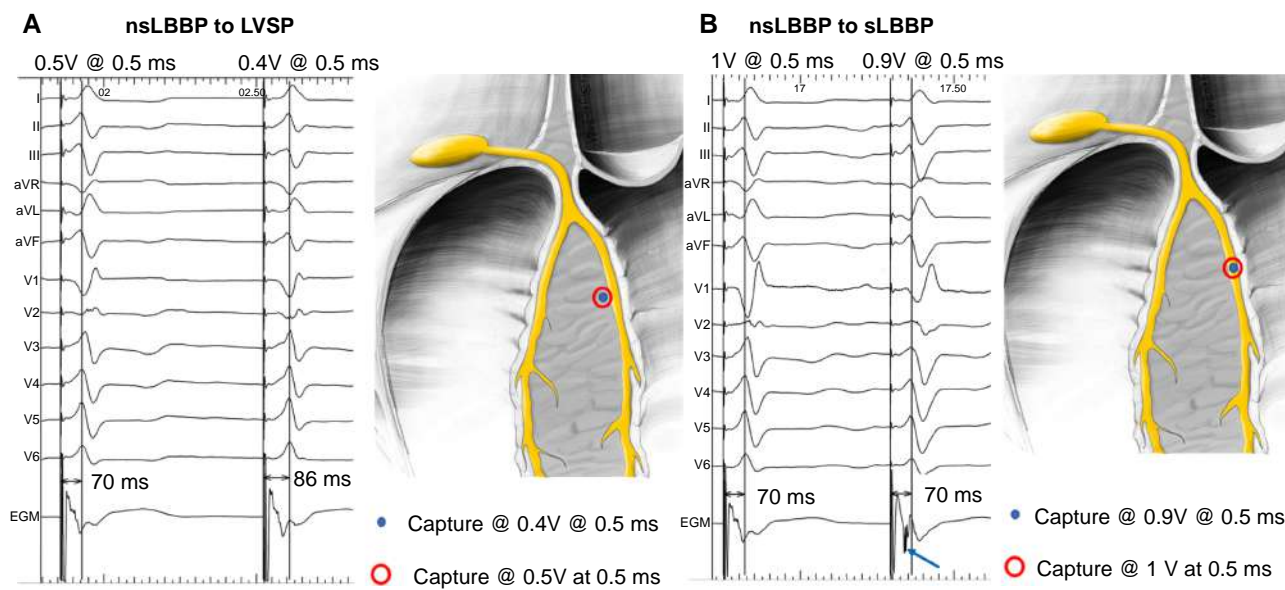 A nsLBBP to LVSP
0.5V @ 0.5 ms 0.4V @ 0.5 ms
02 02.50
I
II
III
aVR
aVL
aVF
V1
V2
V3
V4
V5
V6
70 ms 86 ms
EGM
Capture @ 0.4V @ 0.5 ms
Capture @ 0.5V at 0.5 ms
B nsLBBP to sLBBP
1V @ 0.5 ms 0.9V @ 0.5 ms
17 17.50
I
II
III
aVR
aVL
aVF
V1
V2
V3
V4
V5
V6
70 ms 70 ms
EGM
Capture @ 0.9V @ 0.5 ms
Capture @ 1 V at 0.5 ms